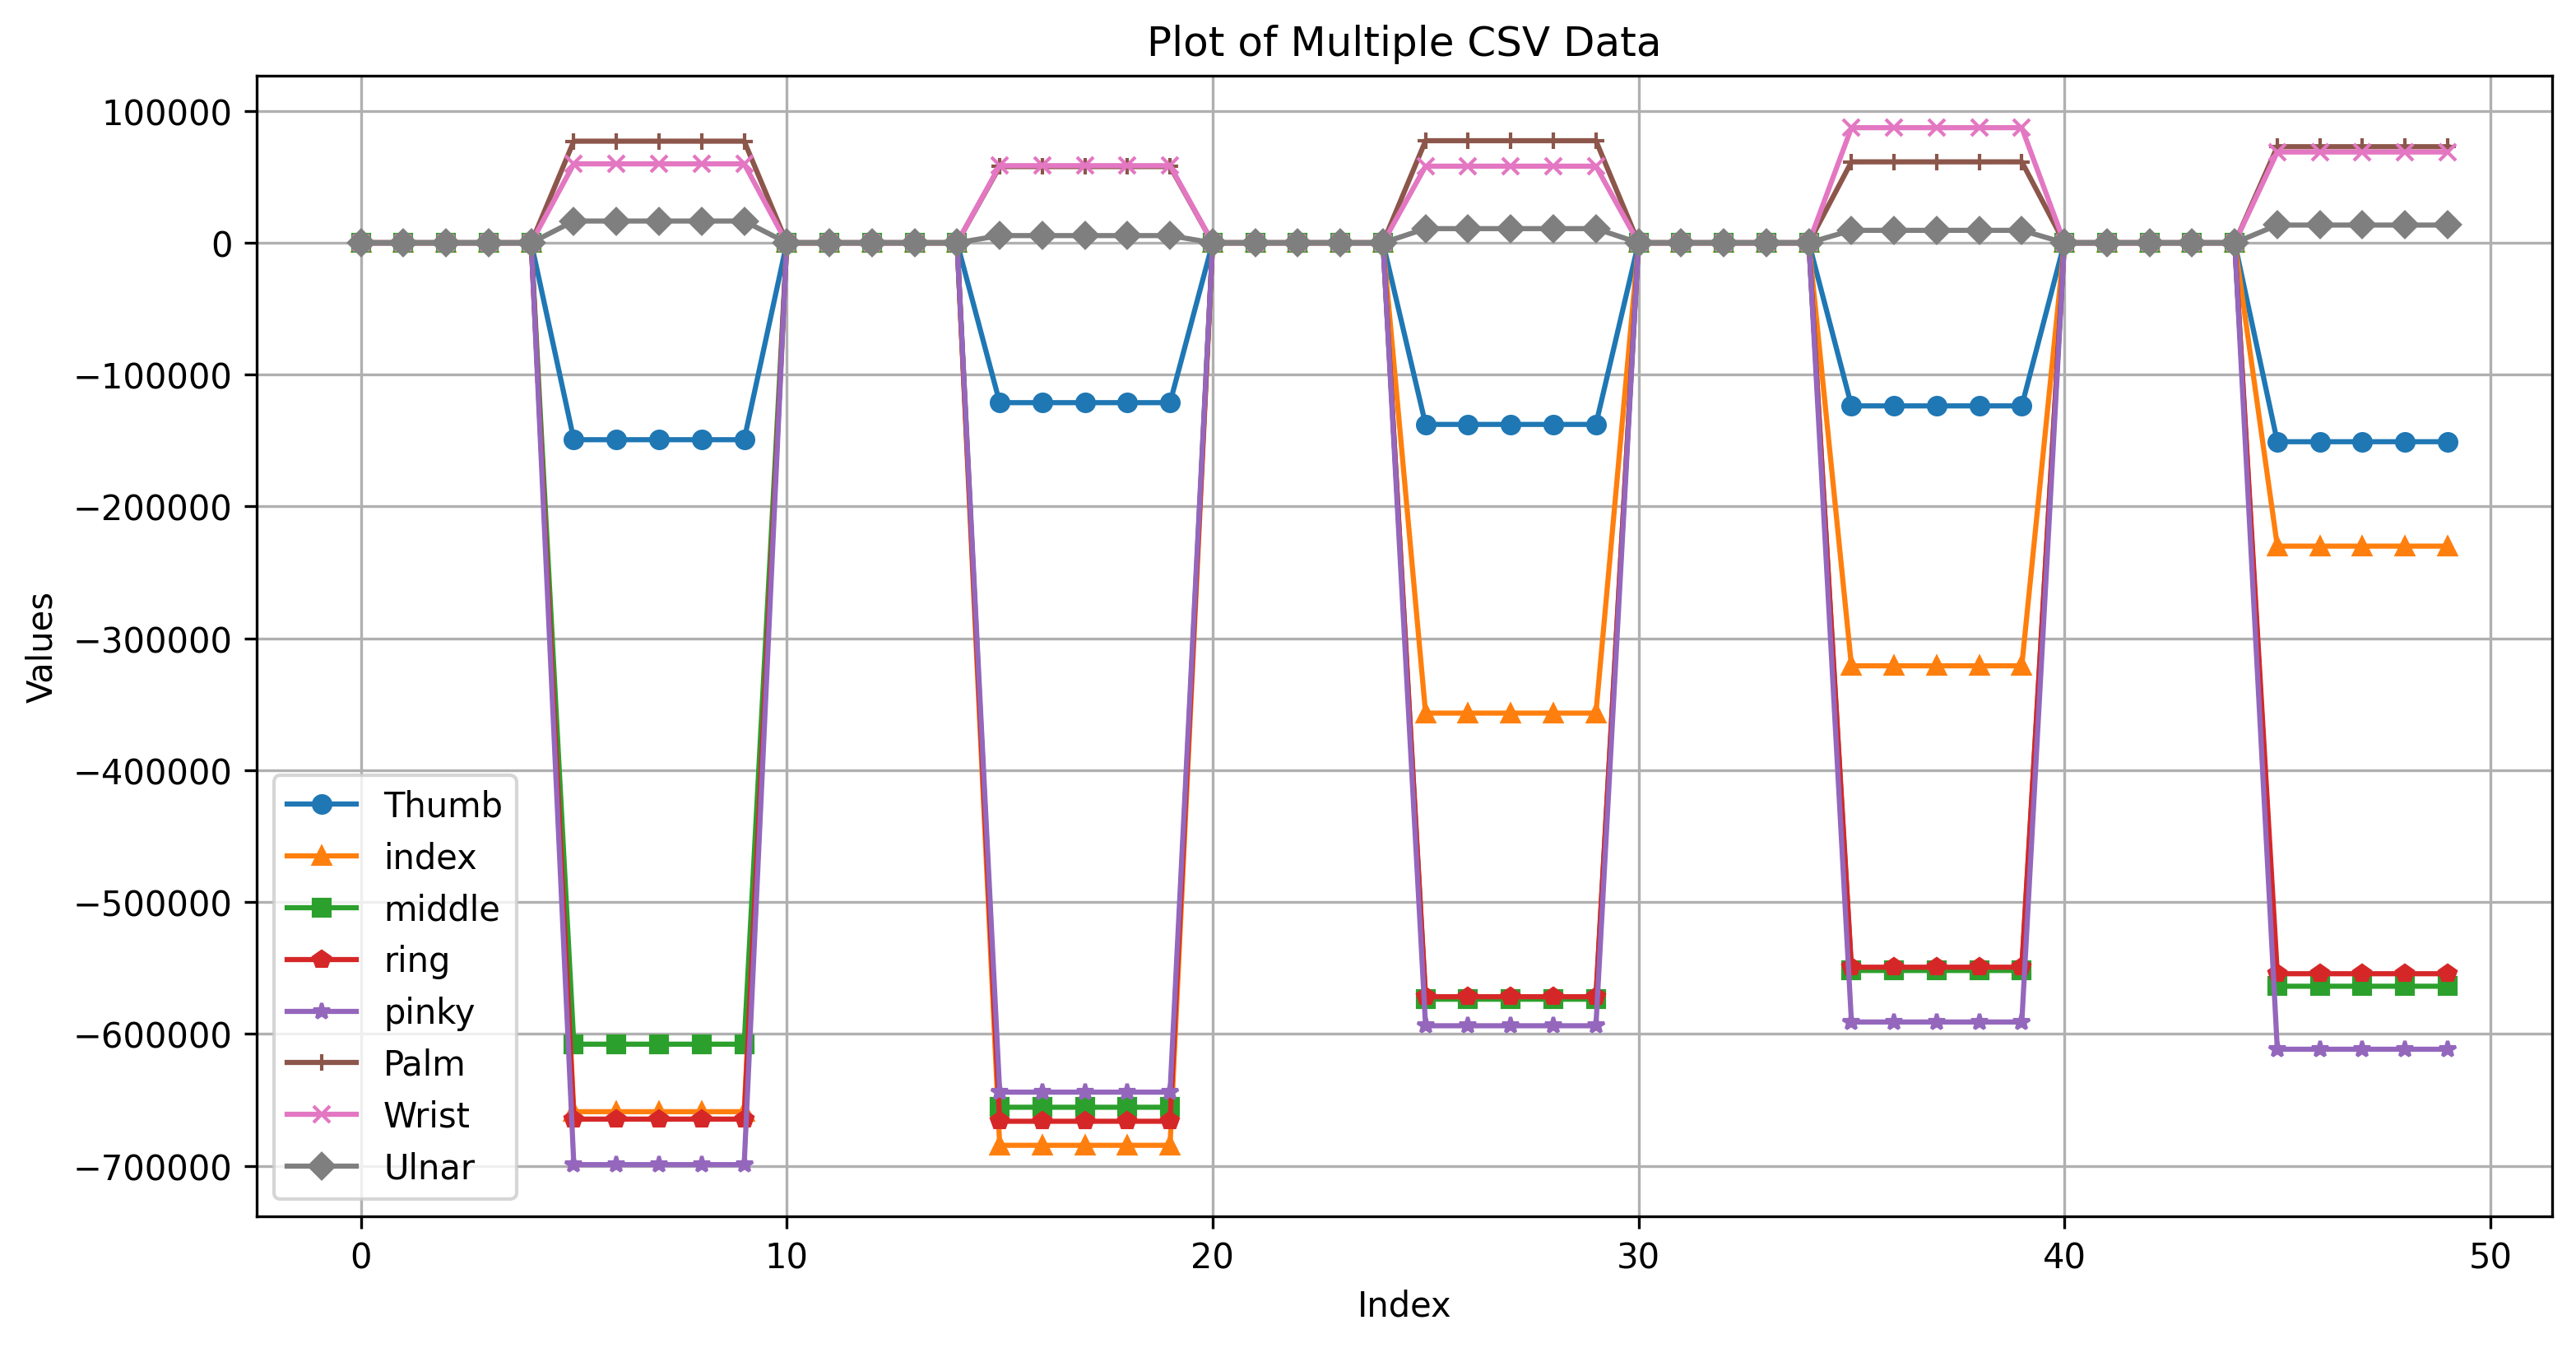 Plot of Multiple CSV Data
100000
0
−100000
−200000
−300000
−400000
−500000
−600000
−700000
Values
Thumb
index
middle
ring
pinky
Palm
Wrist
Ulnar
0 10 20 30 40 50
Index